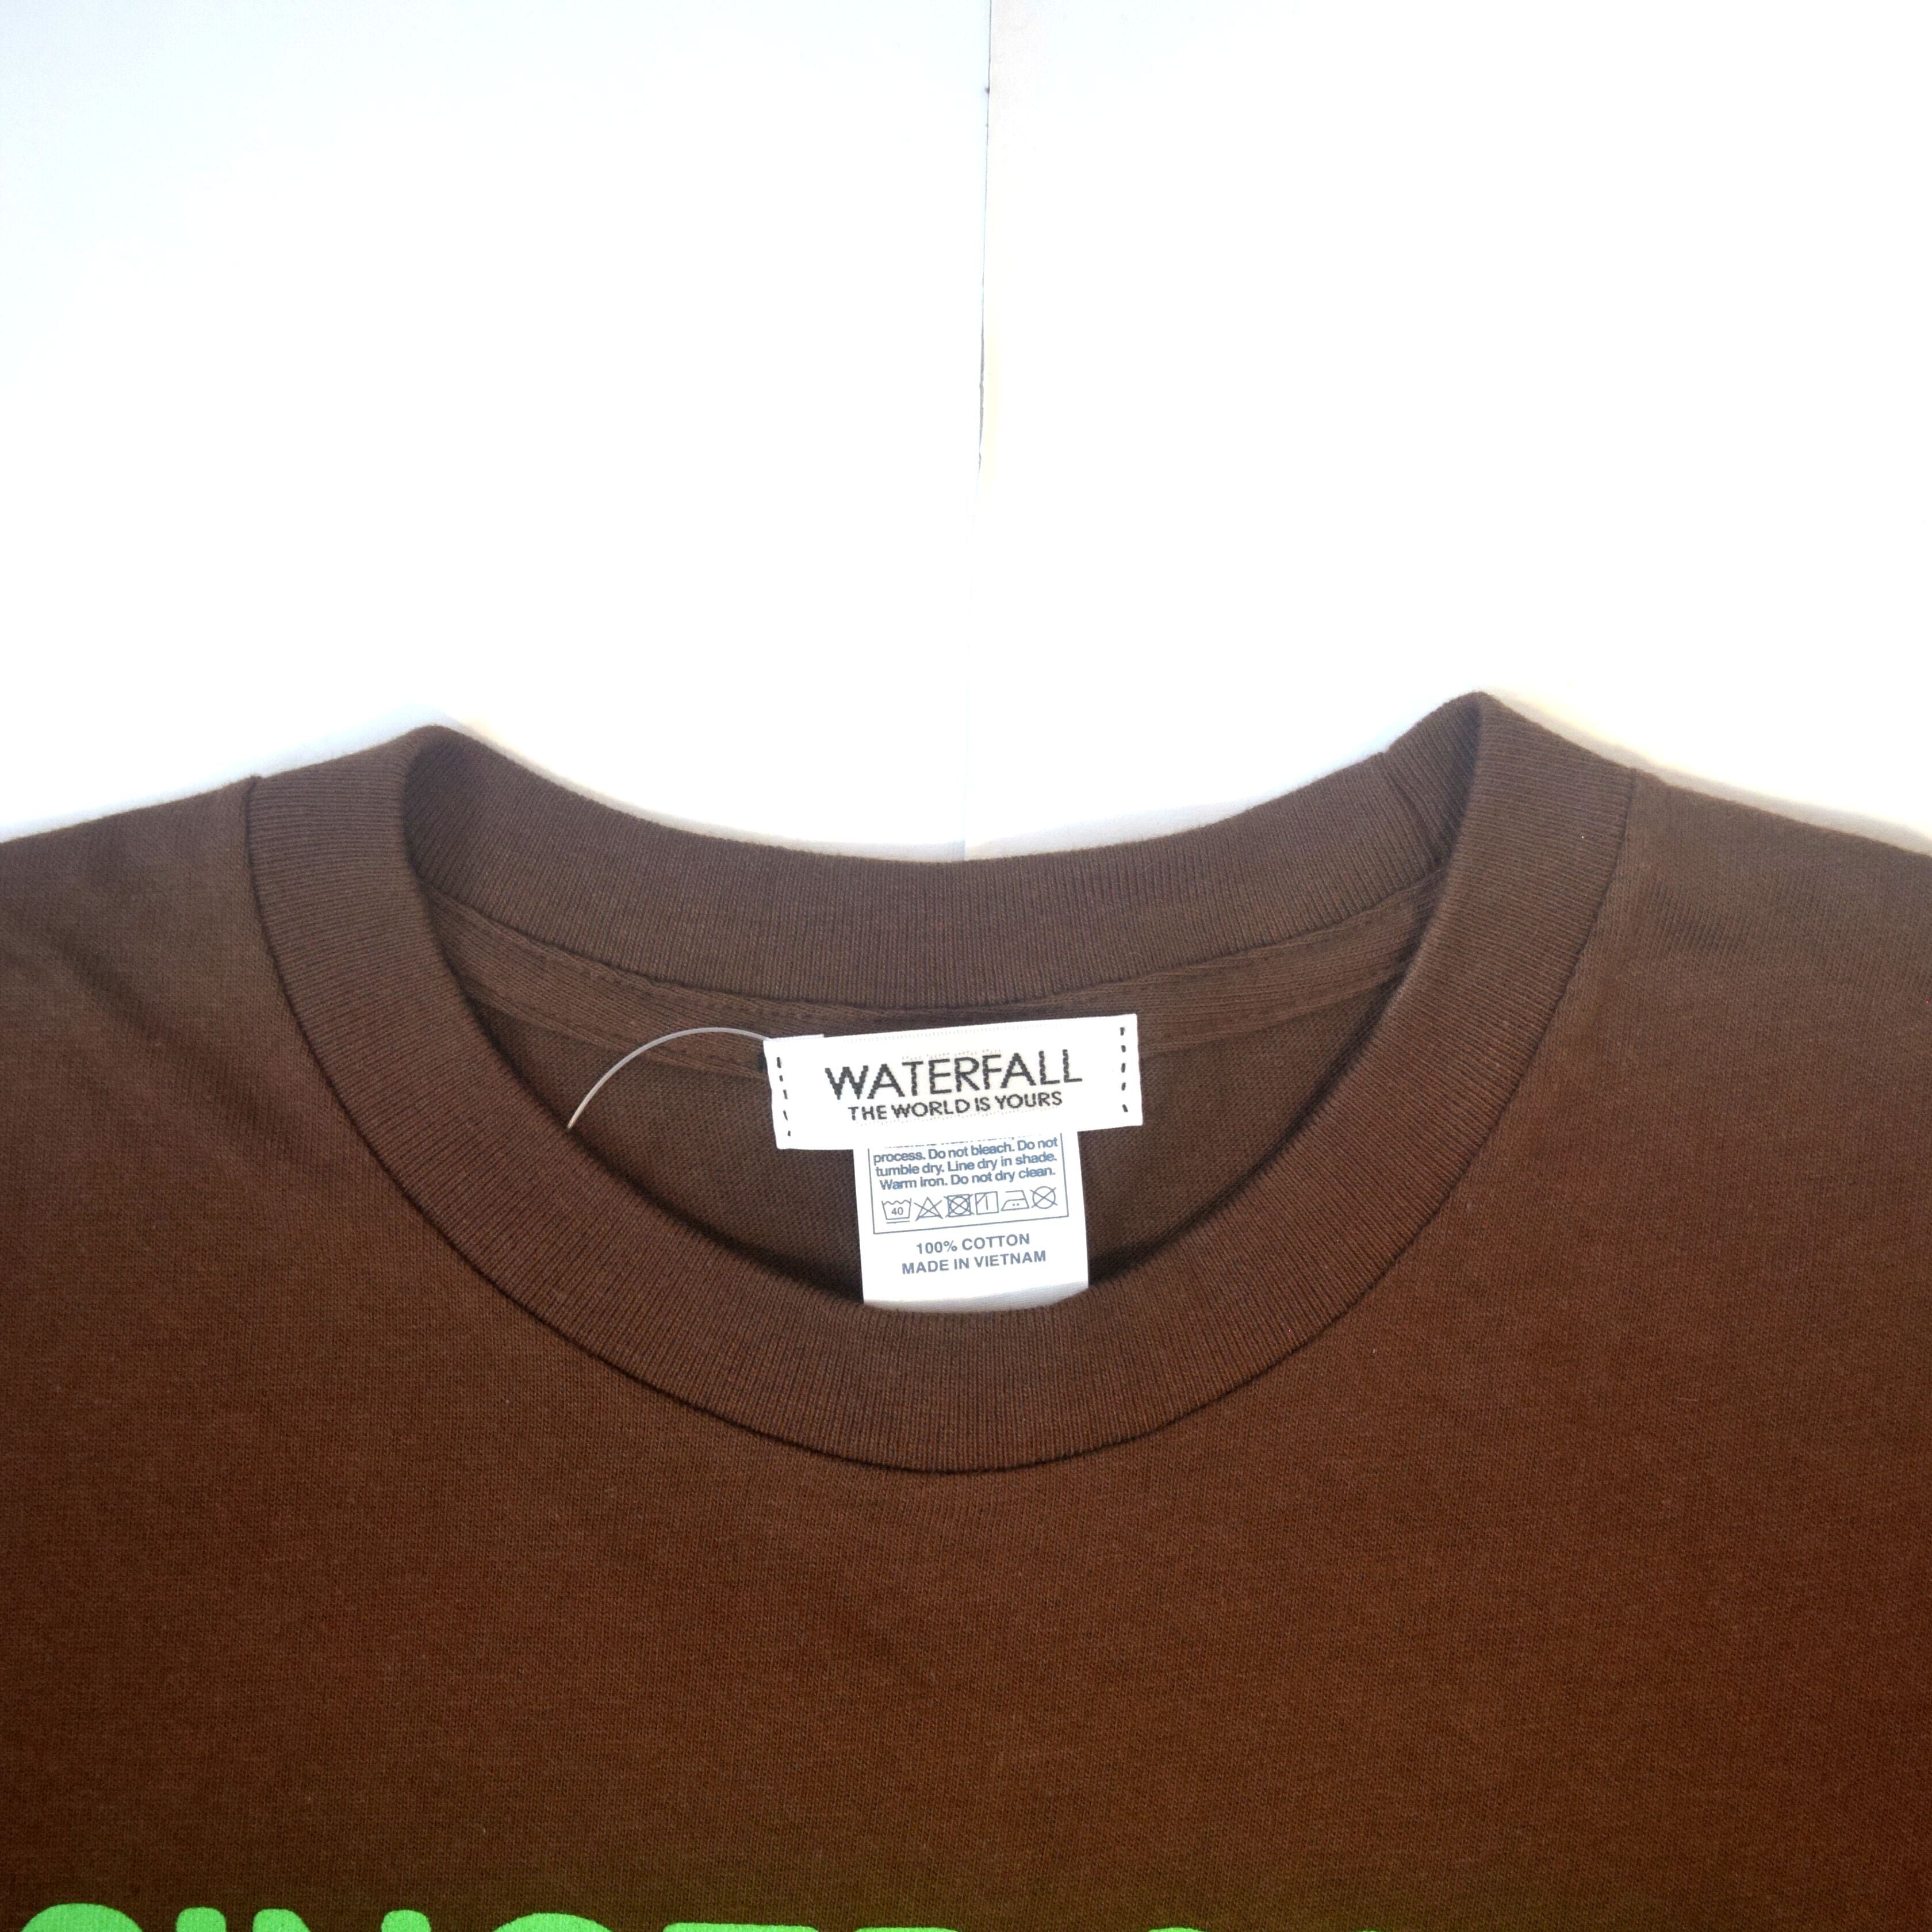 WATERFALL
THE WORLD IS YOURS
process. Do not bleach. Do not
tumble dry. Line dry in shade.
Warm iron. Do not dry clean.
40
100% COTTON
MADE IN VIETNAM